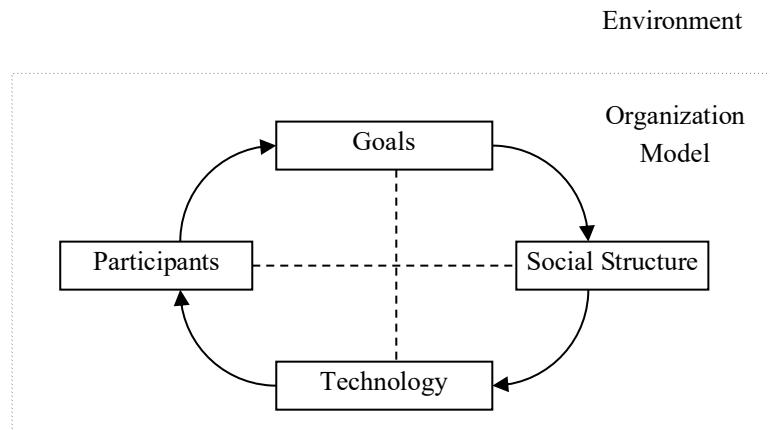 Environment
Organization
Model
Goals
Participants
Social Structure
Technology